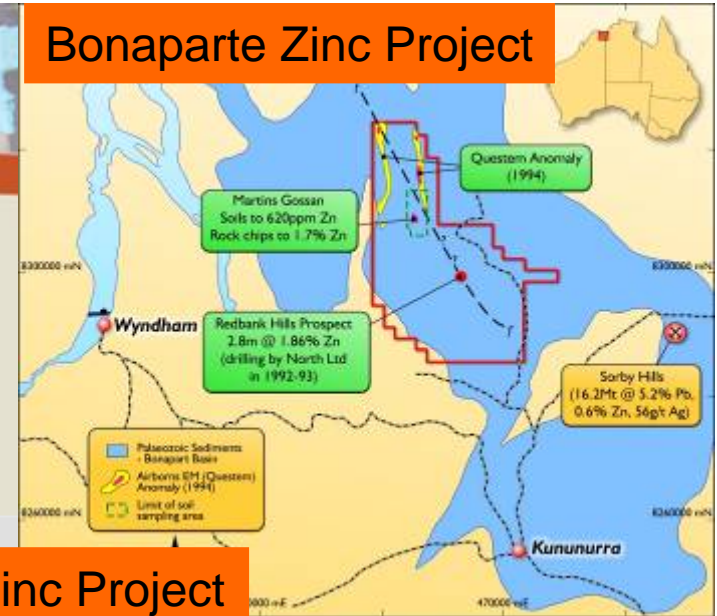 Bonaparte Zinc Project
Questem Anomaly
(1994)
Martins Gossan
Soils to 620ppm Zn
Rock chips to 1.7% Zn
8300000 mN
8300000 mN
Wyndham
Redbank Hills Prospect
2.8m @ 1.86% Zn
(drilling by North Ltd
in 1992-93)
Sorby Hills
(16.2Mt @ 5.2% Pb,
0.6% Zn, 56g/t Ag)
Palaeozoic Sediments
- Bonapart Basin
Airborne EM (Questem)
Anomaly (1994)
Limit of soil
sampling area
8260000 mN
8260000 mN
Kununurra
inc Project
0000 mE
470000 mE